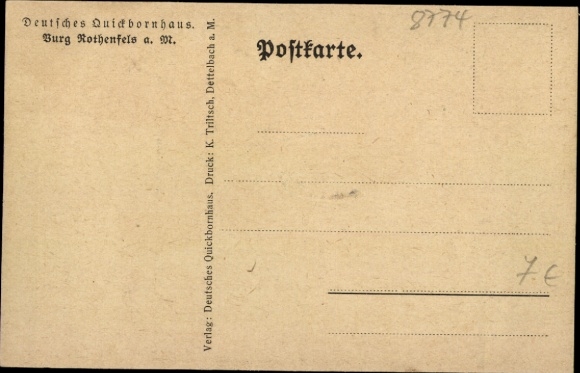 Deutsches Quickbornhaus.
Burg Rothenfels a. M.
8774
Postkarte.
Verlag: Deutsches Quickbornhaus. Druck: K. Triltsch, Dettelbach a. M.
7.€